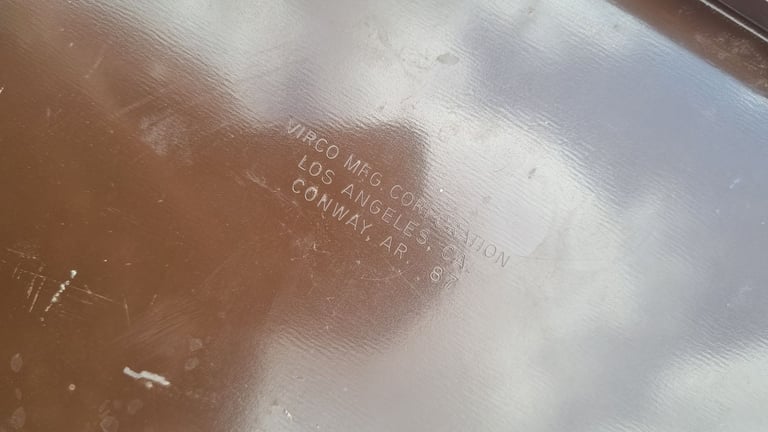 VIRCO MFG. CORPORATION
LOS ANGELES, CA.
CONWAY, AR. 87